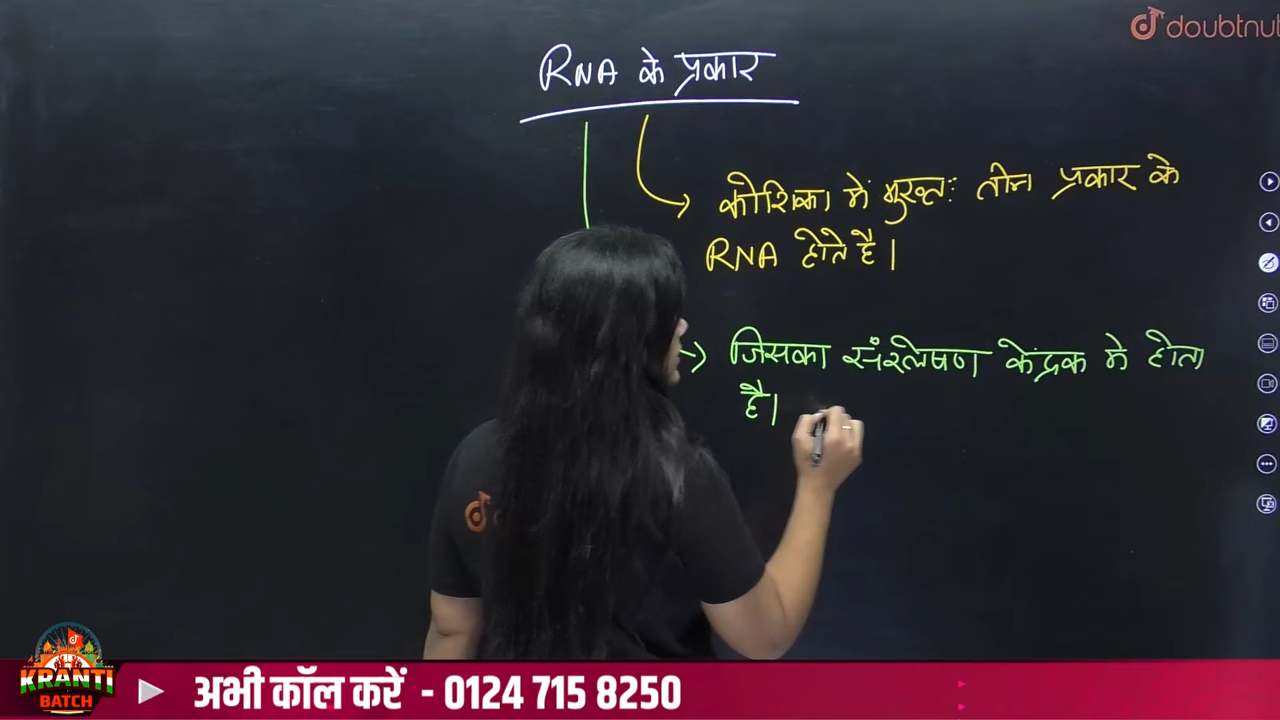 doubtnut
RNA के प्रकार
कोशिका में मुख्यतः तीन प्रकार के
RNA होते है।
जिसका संश्लेषण केंद्रक मे होता
है।
KRANTI
BATCH
अभी कॉल करें - 0124 715 8250